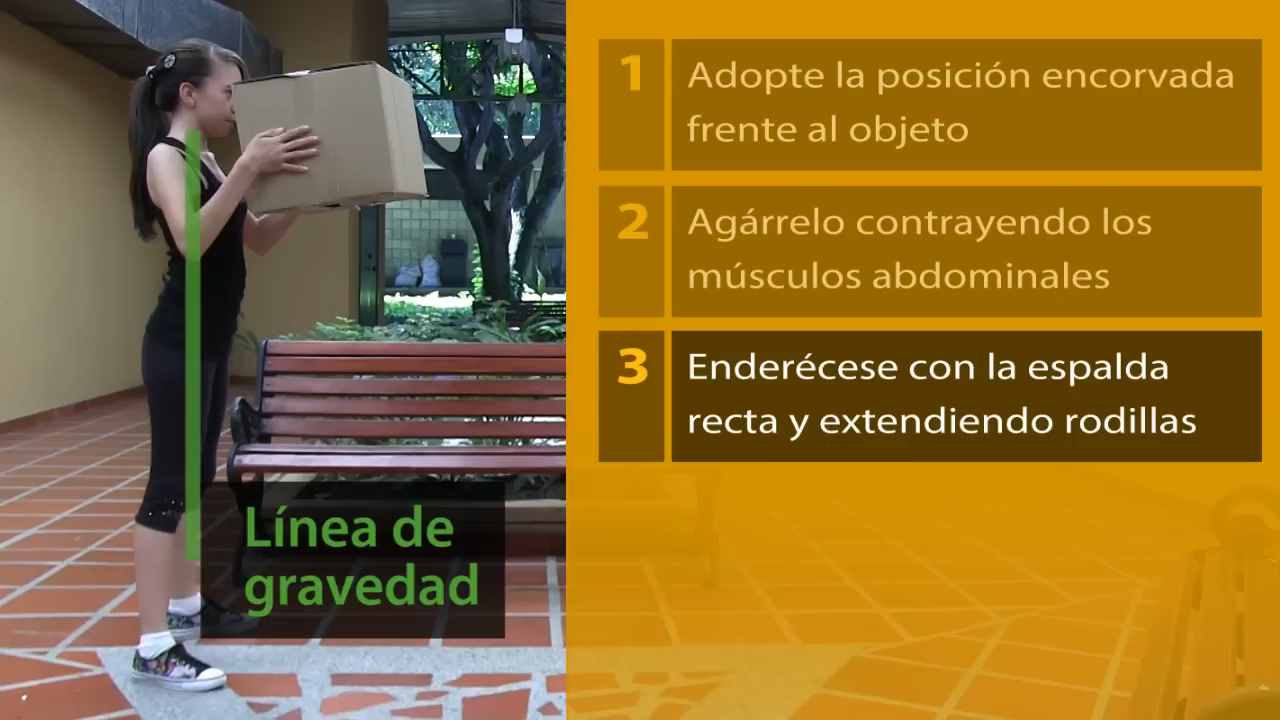 1
Adopte la posición encorvada
frente al objeto
2
Agárrelo contrayendo los
músculos abdominales
3
Enderécese con la espalda
recta y extendiendo rodillas
Línea de
gravedad